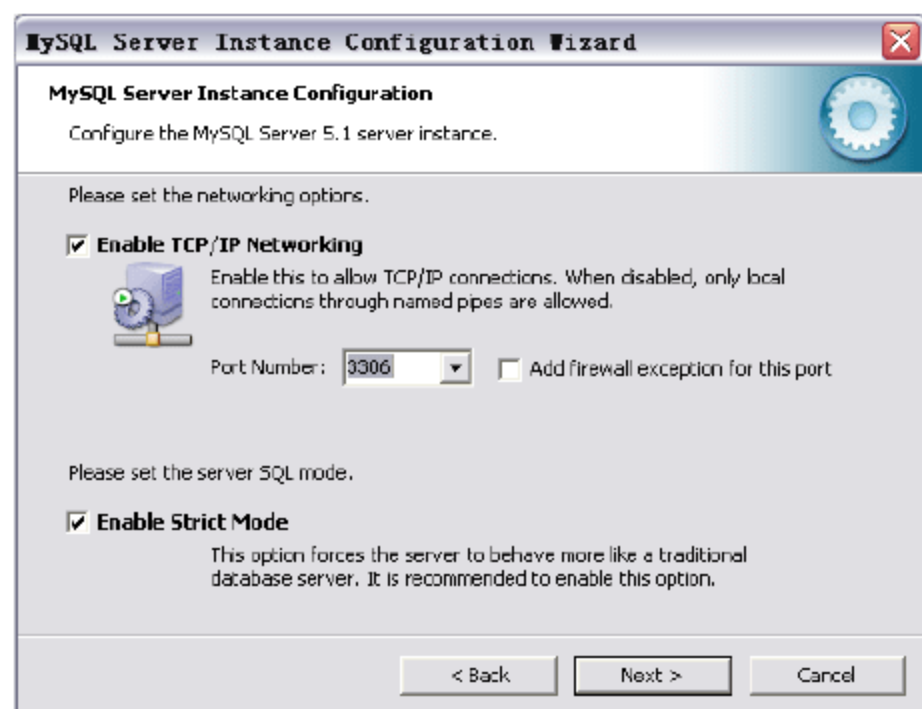 MySQL Server Instance Configuration Wizard
MySQL Server Instance Configuration
Configure the MySQL Server 5.1 server instance.
Please set the networking options.
Enable TCP/IP Networking
Enable this to allow TCP/IP connections. When disabled, only local
connections through named pipes are allowed.
Port Number: 3306 Add firewall exception for this port
Please set the server SQL mode.
Enable Strict Mode
This option forces the server to behave more like a traditional
database server. It is recommended to enable this option.
< Back Next > Cancel